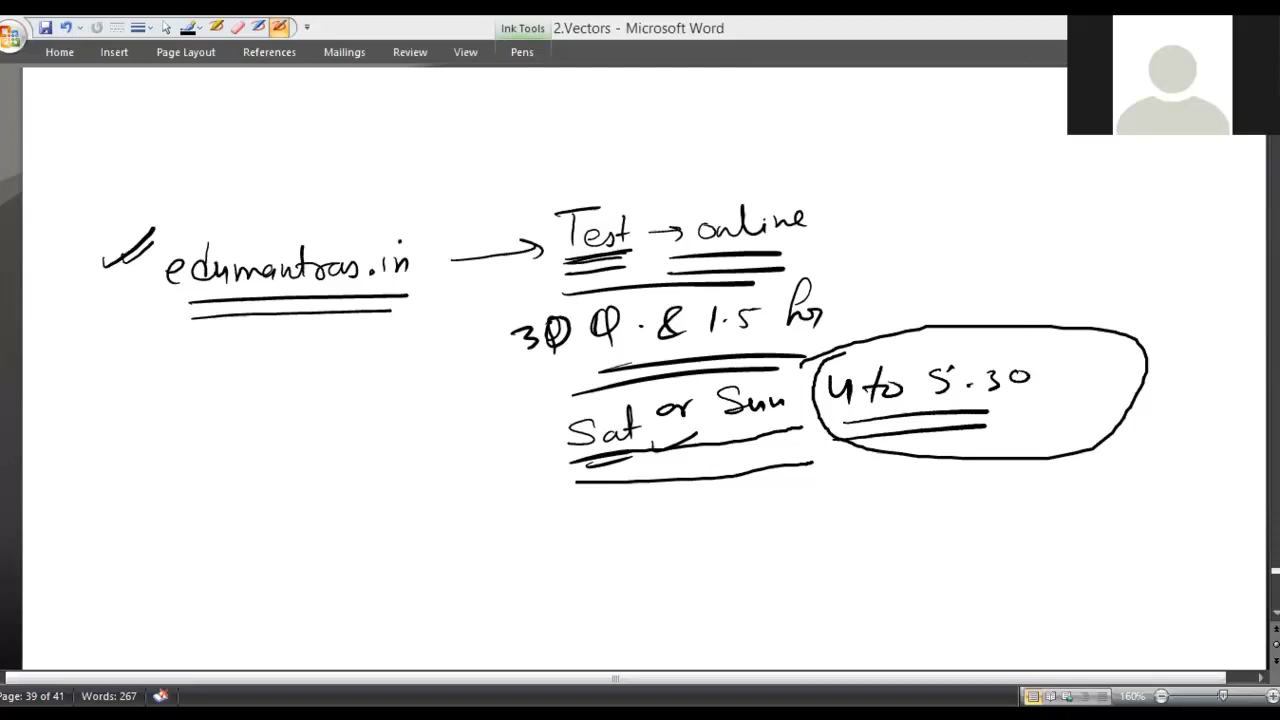 Ink Tools 2.Vectors - Microsoft Word
Home Insert Page Layout References Mailings Review View Pens
edumantras.in → Test → online
30 Q. & 1.5 hr
Sat or Sun 4 to 5.30
Page: 39 of 41 Words: 267 160%